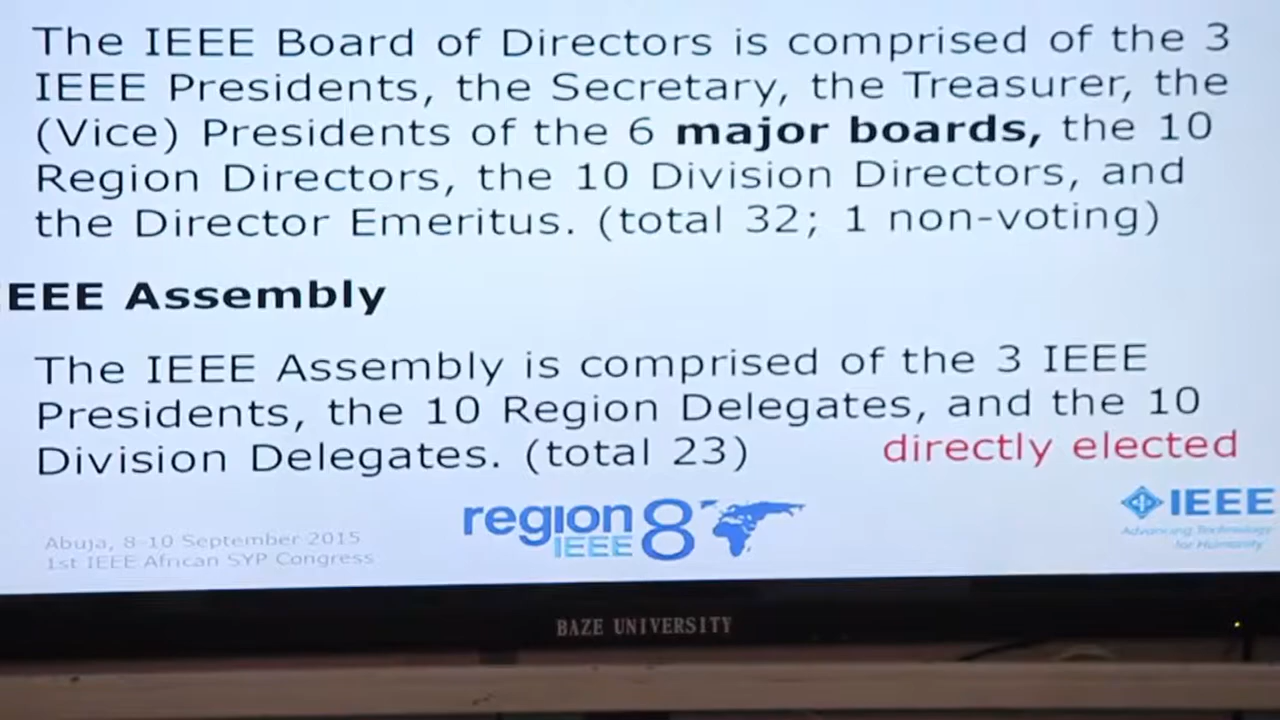 The IEEE Board of Directors is comprised of the 3
IEEE Presidents, the Secretary, the Treasurer, the
(Vice) Presidents of the 6 major boards, the 10
Region Directors, the 10 Division Directors, and
the Director Emeritus. (total 32; 1 non-voting)
EEE Assembly
The IEEE Assembly is comprised of the 3 IEEE
Presidents, the 10 Region Delegates, and the 10
Division Delegates. (total 23)
directly elected
region 8
IEEE
IEEE
Advancing Technology
for Humanity
Abuja, 8-10 September 2015
1st IEEE African SYP Congress
BAZE UNIVERSITY